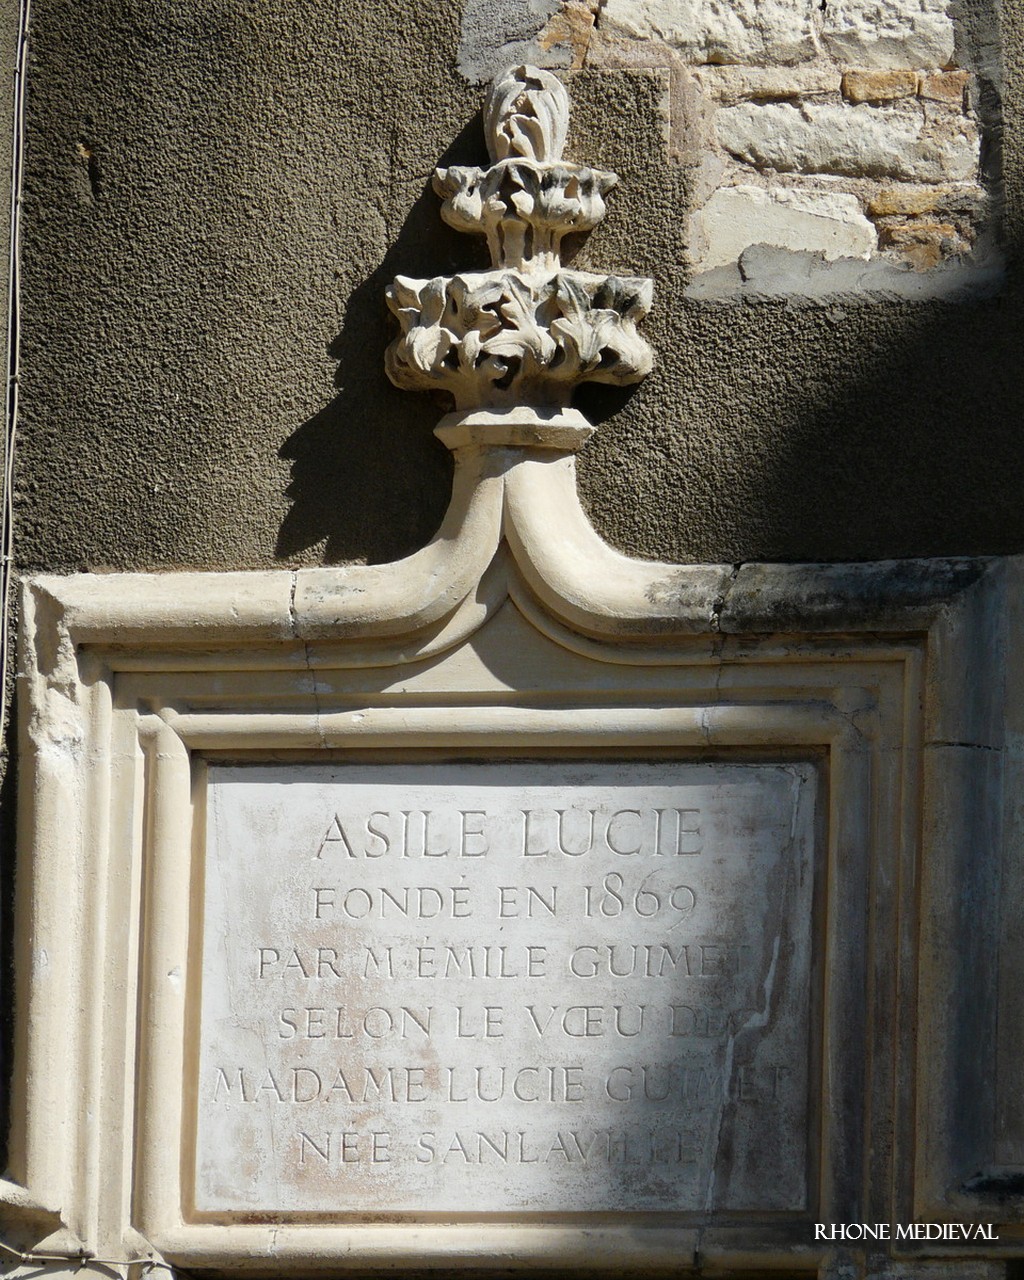 ASILE LUCIE
FONDÉ EN 1869
PAR M. ÉMILE GUIMET
SELON LE VŒU DE
MADAME LUCIE GUIMET
NÉE SANLAVILLE
RHONE MEDIEVAL